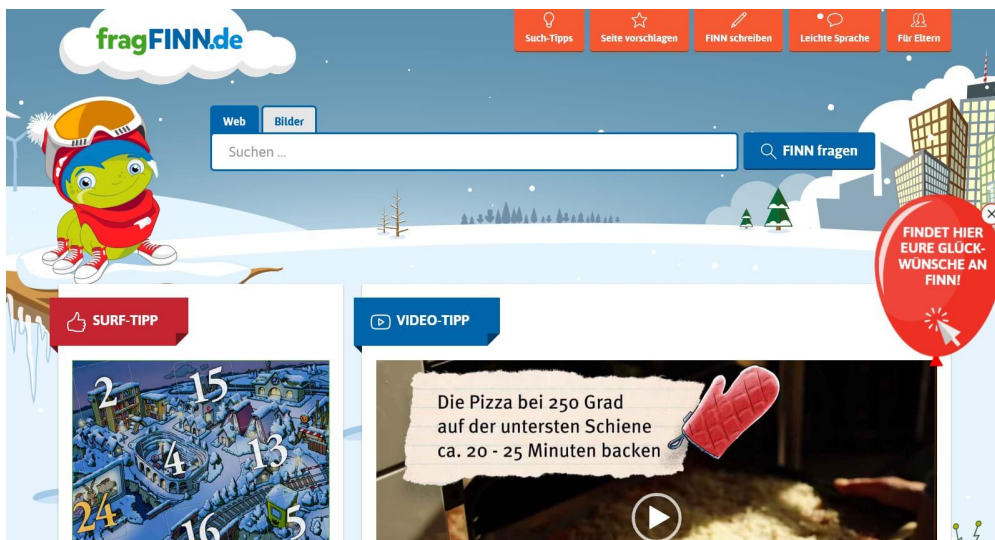 fragFINN.de
Such-Tipps
Seite vorschlagen
FINN schreiben
Leichte Sprache
Für Eltern
Web
Bilder
Suchen ...
FINN fragen
FINDET HIER
EURE GLÜCK-
WÜNSCHE AN
FINN!
SURF-TIPP
VIDEO-TIPP
2
15
4
13
24
16
5
Die Pizza bei 250 Grad
auf der untersten Schiene
ca. 20 - 25 Minuten backen